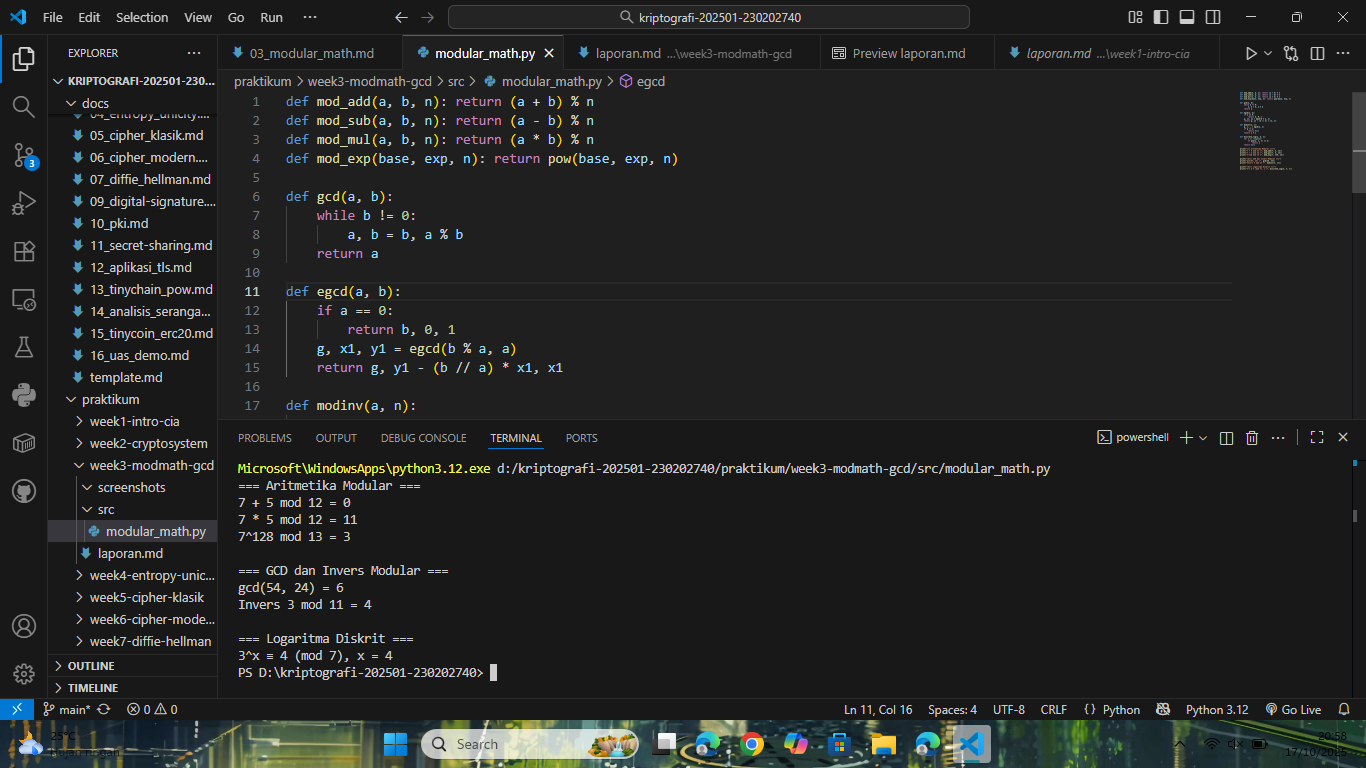 File Edit Selection View Go Run ···
kriptografi-202501-230202740
EXPLORER ···
KRIPTOGRAFI-202501-230...
docs
05_cipher_klasik.md
06_cipher_modern....
07_diffie_hellman.md
09_digital-signature....
10_pki.md
11_secret-sharing.md
12_aplikasi_tls.md
13_tinychain_pow.md
14_analisis_seranga...
15_tinycoin_erc20.md
16_uas_demo.md
template.md
praktikum
week1-intro-cia
week2-cryptosystem
week3-modmath-gcd
screenshots
src
modular_math.py
laporan.md
week4-entropy-unic...
week5-cipher-klasik
week6-cipher-mode...
week7-diffie-hellman
OUTLINE
TIMELINE
3
03_modular_math.md modular_math.py laporan.md ...\week3-modmath-gcd Preview laporan.md laporan.md ...\week1-intro-cia
praktikum > week3-modmath-gcd > src > modular_math.py > egcd
1 def mod_add(a, b, n): return (a + b) % n
2 def mod_sub(a, b, n): return (a - b) % n
3 def mod_mul(a, b, n): return (a * b) % n
4 def mod_exp(base, exp, n): return pow(base, exp, n)
5
6 def gcd(a, b):
7 while b != 0:
8 a, b = b, a % b
9 return a
10
11 def egcd(a, b):
12 if a == 0:
13 return b, 0, 1
14 g, x1, y1 = egcd(b % a, a)
15 return g, y1 - (b // a) * x1, x1
16
17 def modinv(a, n):
PROBLEMS OUTPUT DEBUG CONSOLE TERMINAL PORTS
powershell
Microsoft\WindowsApps\python3.12.exe d:/kriptografi-202501-230202740/praktikum/week3-modmath-gcd/src/modular_math.py
=== Aritmetika Modular ===
7 + 5 mod 12 = 0
7 * 5 mod 12 = 11
7^128 mod 13 = 3
=== GCD dan Invers Modular ===
gcd(54, 24) = 6
Invers 3 mod 11 = 4
=== Logaritma Diskrit ===
3^x ≡ 4 (mod 7), x = 4
PS D:\kriptografi-202501-230202740>
main* 0 0 Ln 11, Col 16 Spaces: 4 UTF-8 CRLF {} Python Python 3.12 Go Live
25°C
Search
20:58